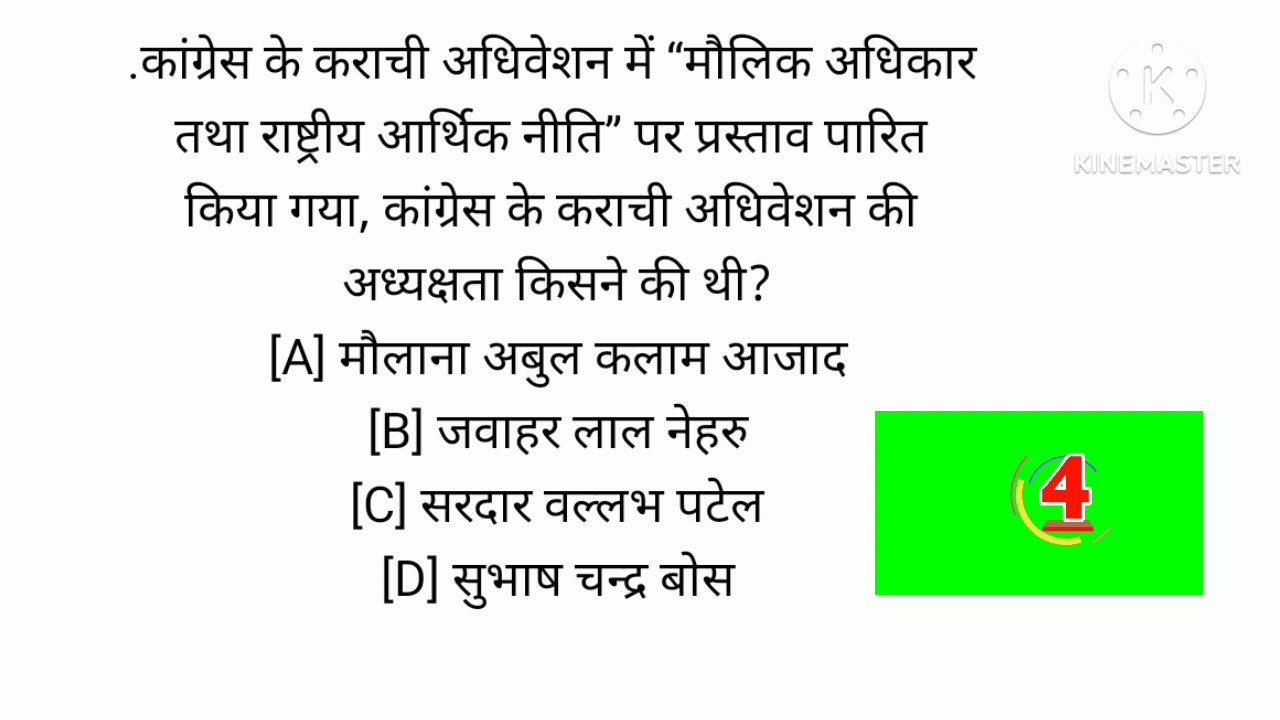 .कांग्रेस के कराची अधिवेशन में “मौलिक अधिकार
तथा राष्ट्रीय आर्थिक नीति” पर प्रस्ताव पारित
किया गया, कांग्रेस के कराची अधिवेशन की
अध्यक्षता किसने की थी?
[A] मौलाना अबुल कलाम आजाद
[B] जवाहर लाल नेहरु
[C] सरदार वल्लभ पटेल
[D] सुभाष चन्द्र बोस
K
KINEMASTER
4